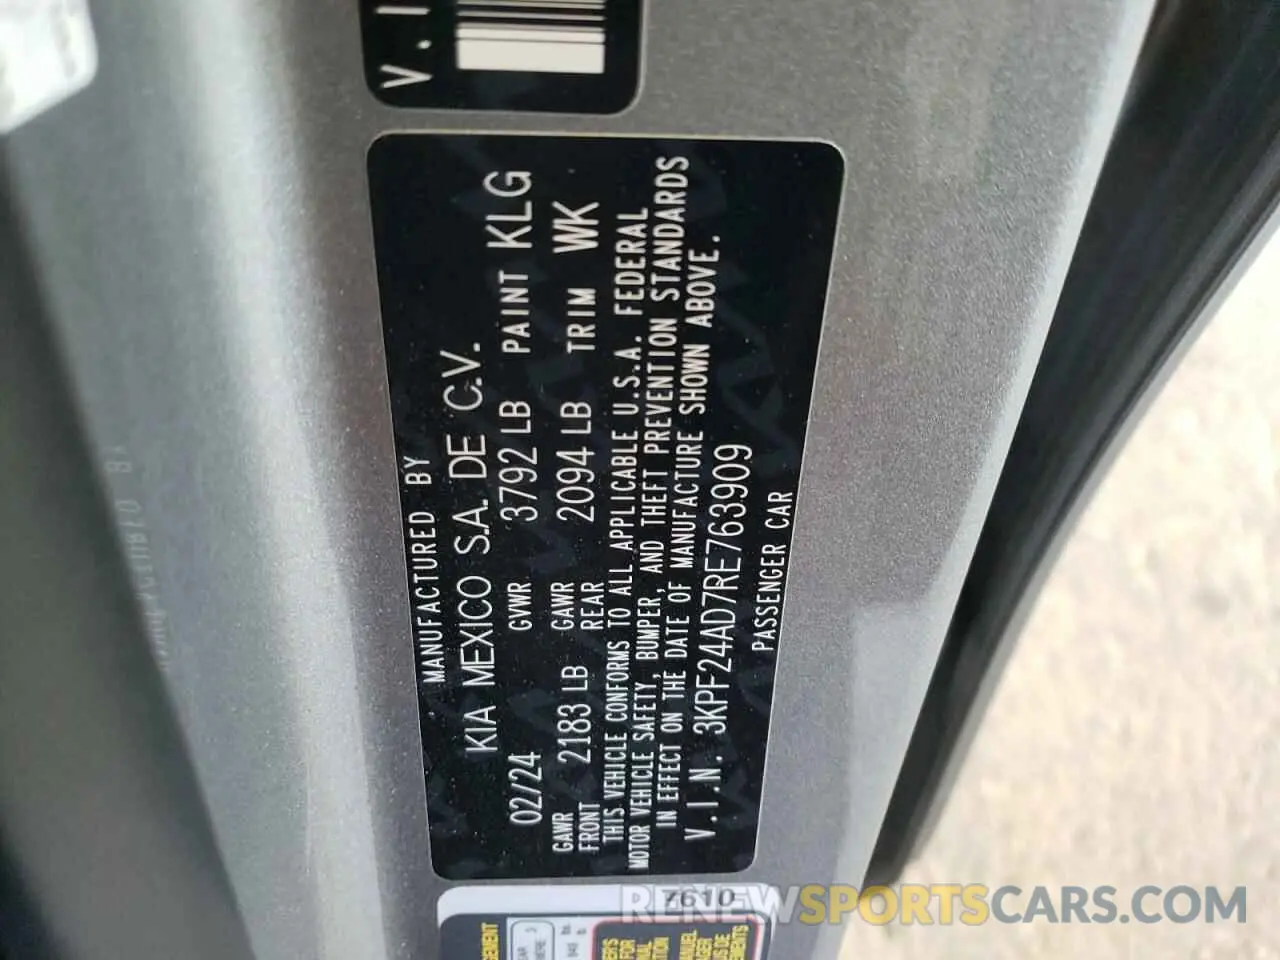 V.I
MANUFACTURED BY
KIA MEXICO S.A. DE C.V.
02/24 GVWR 3792 LB PAINT KLG
GAWR FRONT 2183 LB GAWR REAR 2094 LB TRIM WK
THIS VEHICLE CONFORMS TO ALL APPLICABLE U.S.A. FEDERAL
MOTOR VEHICLE SAFETY, BUMPER, AND THEFT PREVENTION STANDARDS
IN EFFECT ON THE DATE OF MANUFACTURE SHOWN ABOVE.
V.I.N. 3KPF24AD7RE763909
PASSENGER CAR
7610
RENEWSPORTSCARS.COM